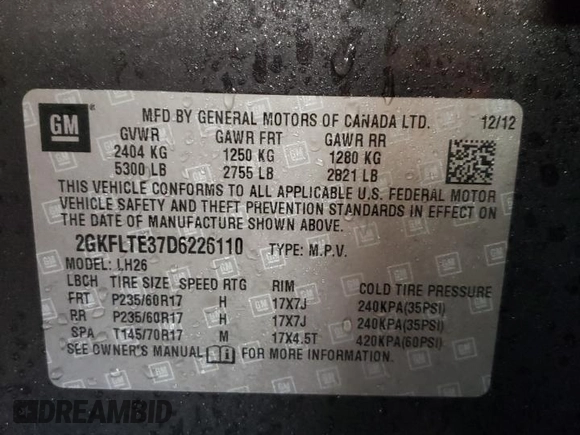 GM
MFD BY GENERAL MOTORS OF CANADA LTD. 12/12
GVWR GAWR FRT GAWR RR
2404 KG 1250 KG 1280 KG
5300 LB 2755 LB 2821 LB
THIS VEHICLE CONFORMS TO ALL APPLICABLE U.S. FEDERAL MOTOR
VEHICLE SAFETY AND THEFT PREVENTION STANDARDS IN EFFECT ON
THE DATE OF MANUFACTURE SHOWN ABOVE.
2GKFLTE37D6226110 TYPE: M.P.V.
MODEL: LH26
LBCH TIRE SIZE SPEED RTG RIM COLD TIRE PRESSURE
FRT P235/60R17 H 17X7J 240KPA(35PSI)
RR P235/60R17 H 17X7J 240KPA(35PSI)
SPA T145/70R17 M 17X4.5T 420KPA(60PSI)
SEE OWNER'S MANUAL FOR MORE INFORMATION.
DREAMBID